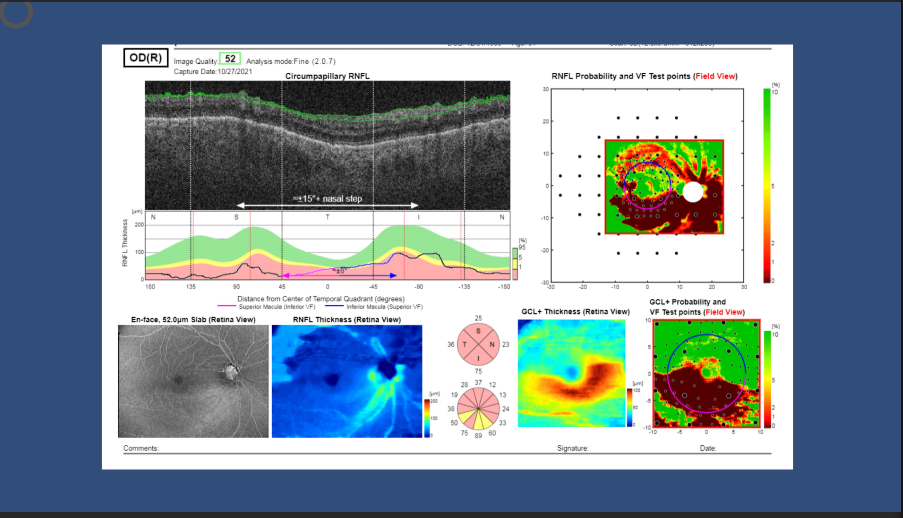 OD(R)
Image Quality: 52 Analysis mode:Fine (2.0.7)
Capture Date:10/27/2021
Circumpapillary RNFL
≈±15°+ nasal step
[µm] N S T I N
RNFL Thickness
200
100
0
180 135 90 45 0 45 90 135 180
±5°
[%]
95
5
1
Distance from Center of Temporal Quadrant (degrees)
Superior Macula (Inferior VF) Inferior Macula (Superior VF)
RNFL Probability and VF Test points (Field View)
30
20
10
0
-10
-20
-30
-30 -20 -10 0 10 20 30
[%]
10
5
2
1
0
En-face, 52.0µm Slab (Retina View)
RNFL Thickness (Retina View)
[µm]
200
100
0
25
S
36 T N 23
I
75
37
28 12
19 13
38 24
50 33
75 60
89
GCL+ Thickness (Retina View)
[µm]
100
0
GCL+ Probability and
VF Test points (Field View)
10
5
0
-5
-10
-10 -5 0 5 10
[%]
10
5
2
1
0
Comments: Signature: Date: